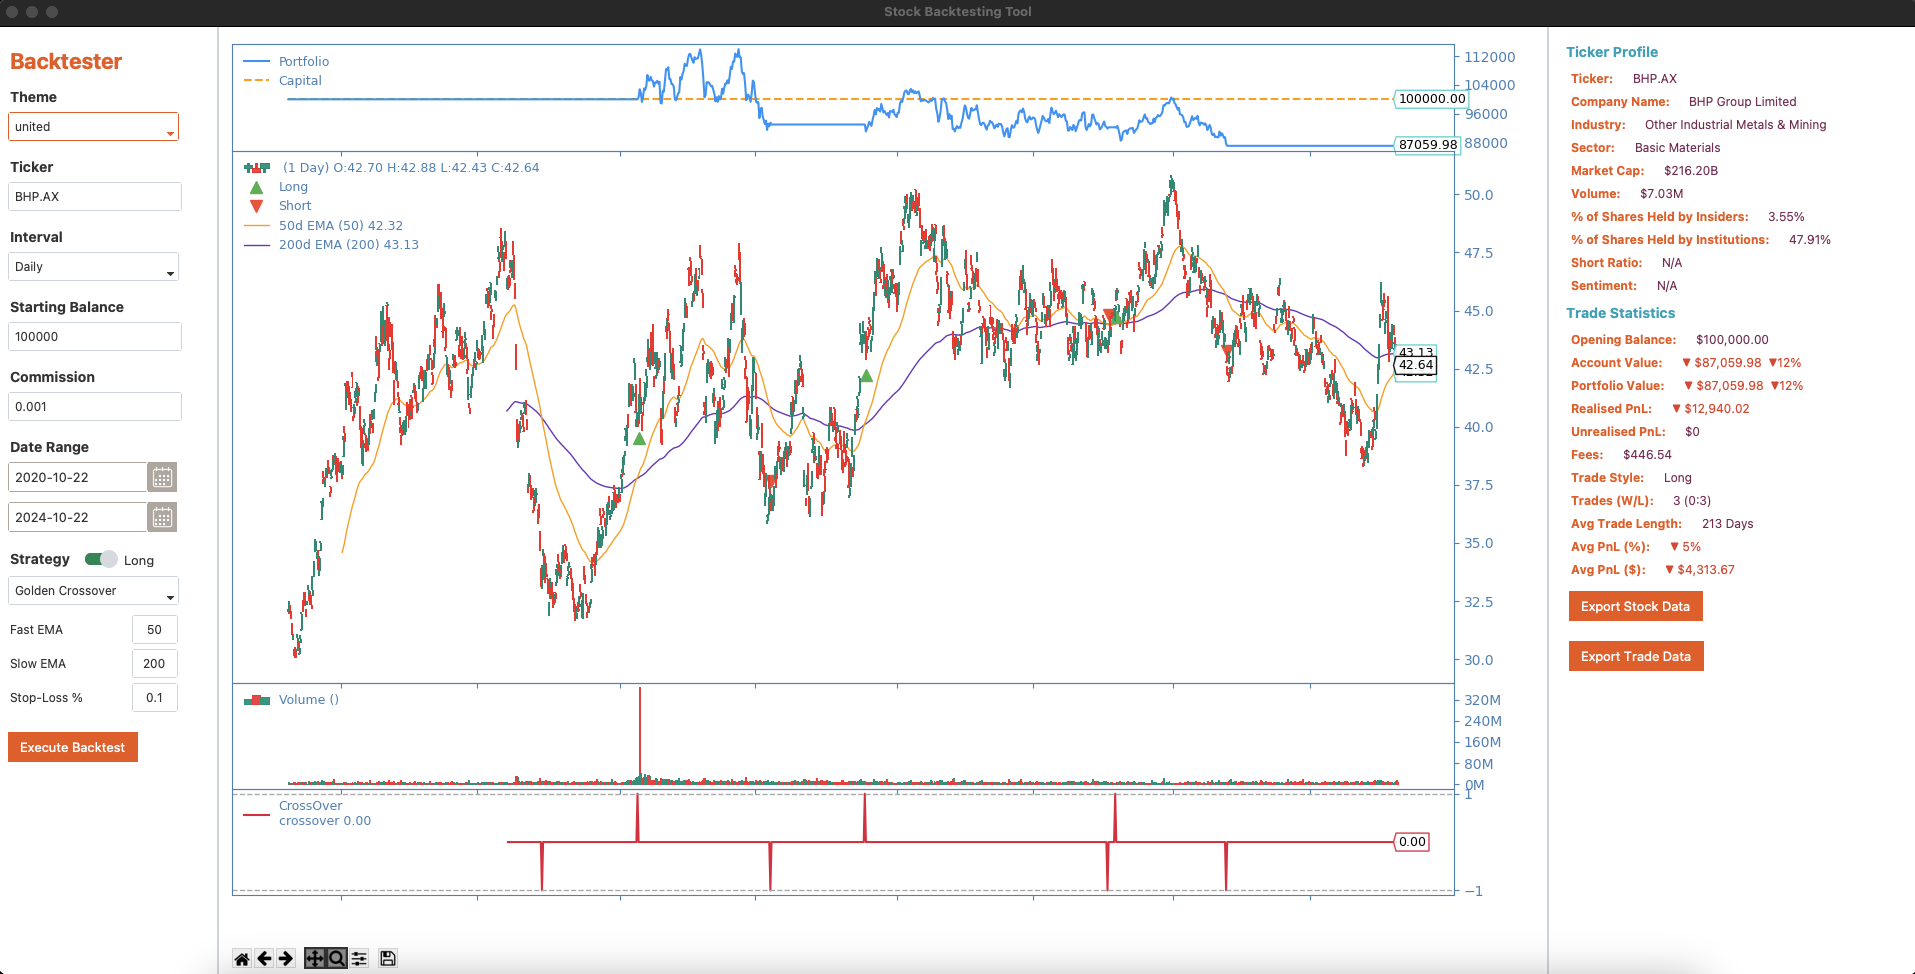 Stock Backtesting Tool
Backtester
Theme
united
Ticker
BHP.AX
Interval
Daily
Starting Balance
100000
Commission
0.001
Date Range
2020-10-22
2024-10-22
Strategy Long
Golden Crossover
Fast EMA 50
Slow EMA 200
Stop-Loss % 0.1
Execute Backtest
Portfolio
Capital
112000
104000
100000.00
96000
88000
87059.98
(1 Day) O:42.70 H:42.88 L:42.43 C:42.64
Long
Short
50d EMA (50) 42.32
200d EMA (200) 43.13
50.0
47.5
45.0
43.13
42.64
42.5
40.0
37.5
35.0
32.5
30.0
Volume ()
320M
240M
160M
80M
0M
CrossOver
crossover 0.00
1
0.00
−1
Ticker Profile
Ticker: BHP.AX
Company Name: BHP Group Limited
Industry: Other Industrial Metals & Mining
Sector: Basic Materials
Market Cap: $216.20B
Volume: $7.03M
% of Shares Held by Insiders: 3.55%
% of Shares Held by Institutions: 47.91%
Short Ratio: N/A
Sentiment: N/A
Trade Statistics
Opening Balance: $100,000.00
Account Value: ▼ $87,059.98 ▼12%
Portfolio Value: ▼ $87,059.98 ▼12%
Realised PnL: ▼ $12,940.02
Unrealised PnL: $0
Fees: $446.54
Trade Style: Long
Trades (W/L): 3 (0:3)
Avg Trade Length: 213 Days
Avg PnL (%): ▼ 5%
Avg PnL ($): ▼ $4,313.67
Export Stock Data
Export Trade Data